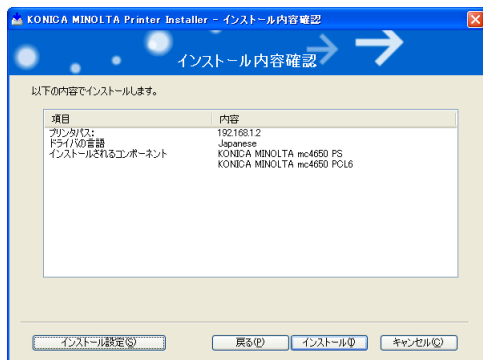 KONICA MINOLTA Printer Installer - インストール内容確認
インストール内容確認
以下の内容でインストールします。
項目 内容
プリンタパス: 192.168.1.2
ドライバの言語 Japanese
インストールされるコンポーネント KONICA MINOLTA mc4650 PS
KONICA MINOLTA mc4650 PCL6
インストール設定(S) 戻る(P) インストール(I) キャンセル(C)